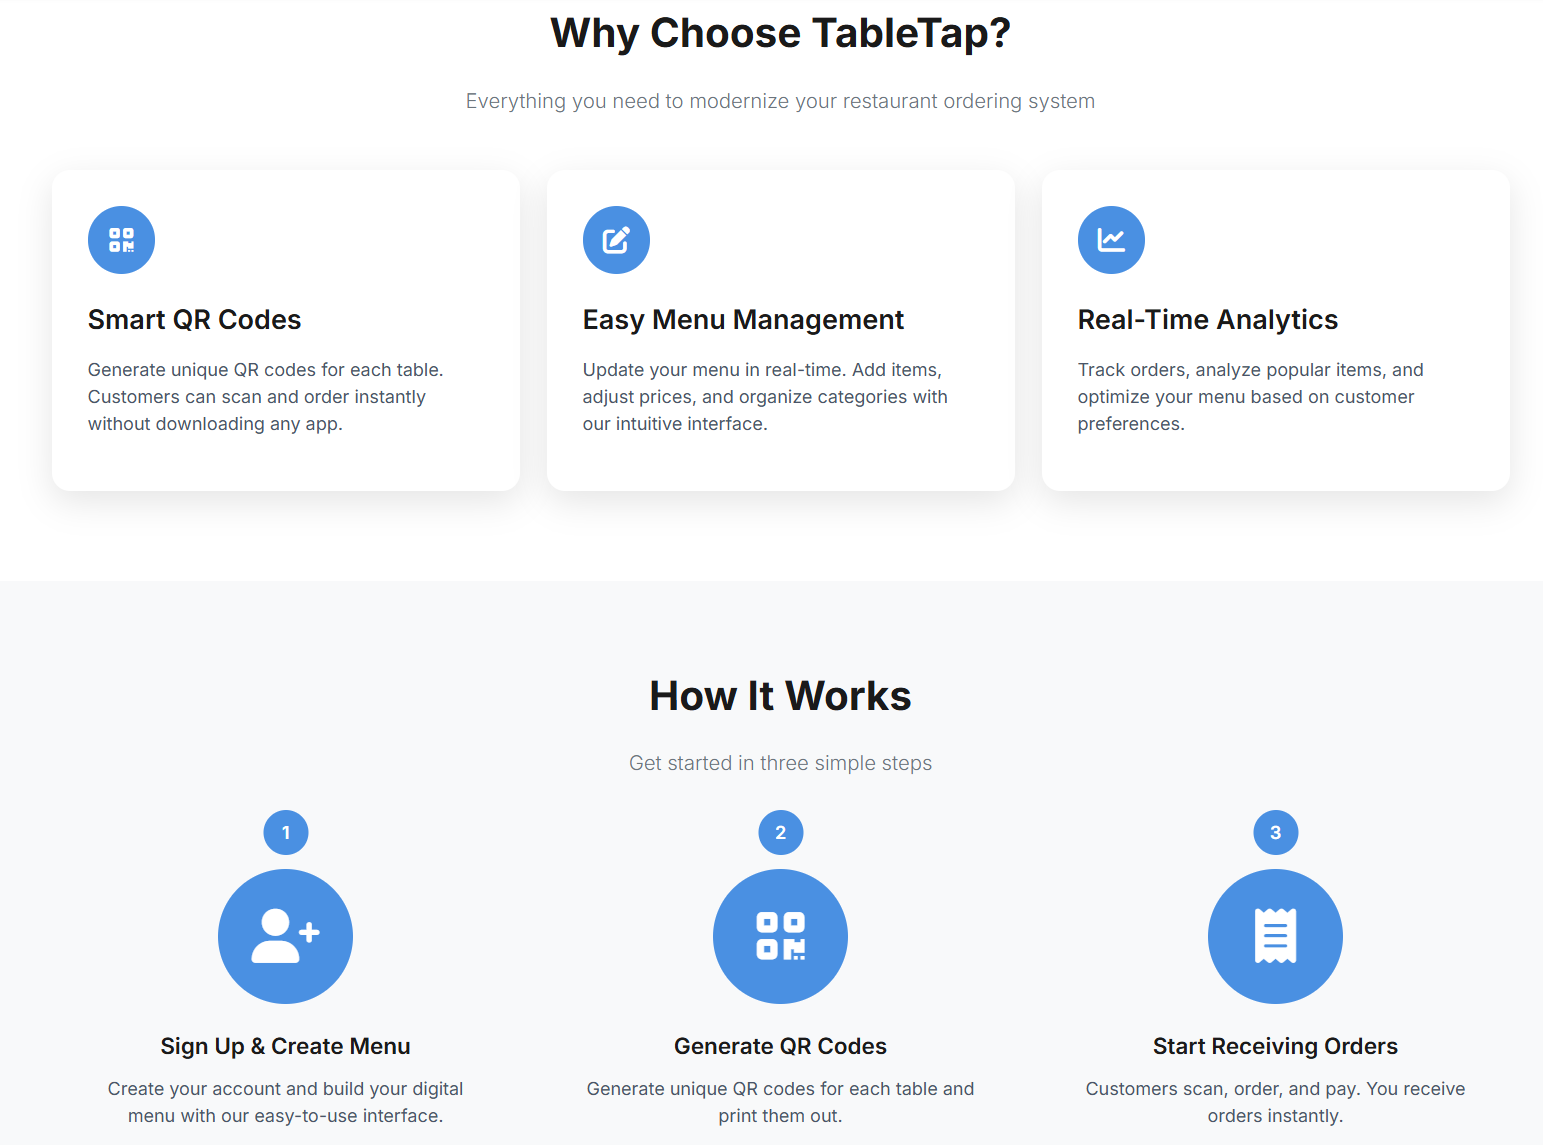 Why Choose TableTap?
Everything you need to modernize your restaurant ordering system
Smart QR Codes
Generate unique QR codes for each table.
Customers can scan and order instantly
without downloading any app.
Easy Menu Management
Update your menu in real-time. Add items,
adjust prices, and organize categories with
our intuitive interface.
Real-Time Analytics
Track orders, analyze popular items, and
optimize your menu based on customer
preferences.
How It Works
Get started in three simple steps
1
Sign Up & Create Menu
Create your account and build your digital
menu with our easy-to-use interface.
2
Generate QR Codes
Generate unique QR codes for each table and
print them out.
3
Start Receiving Orders
Customers scan, order, and pay. You receive
orders instantly.